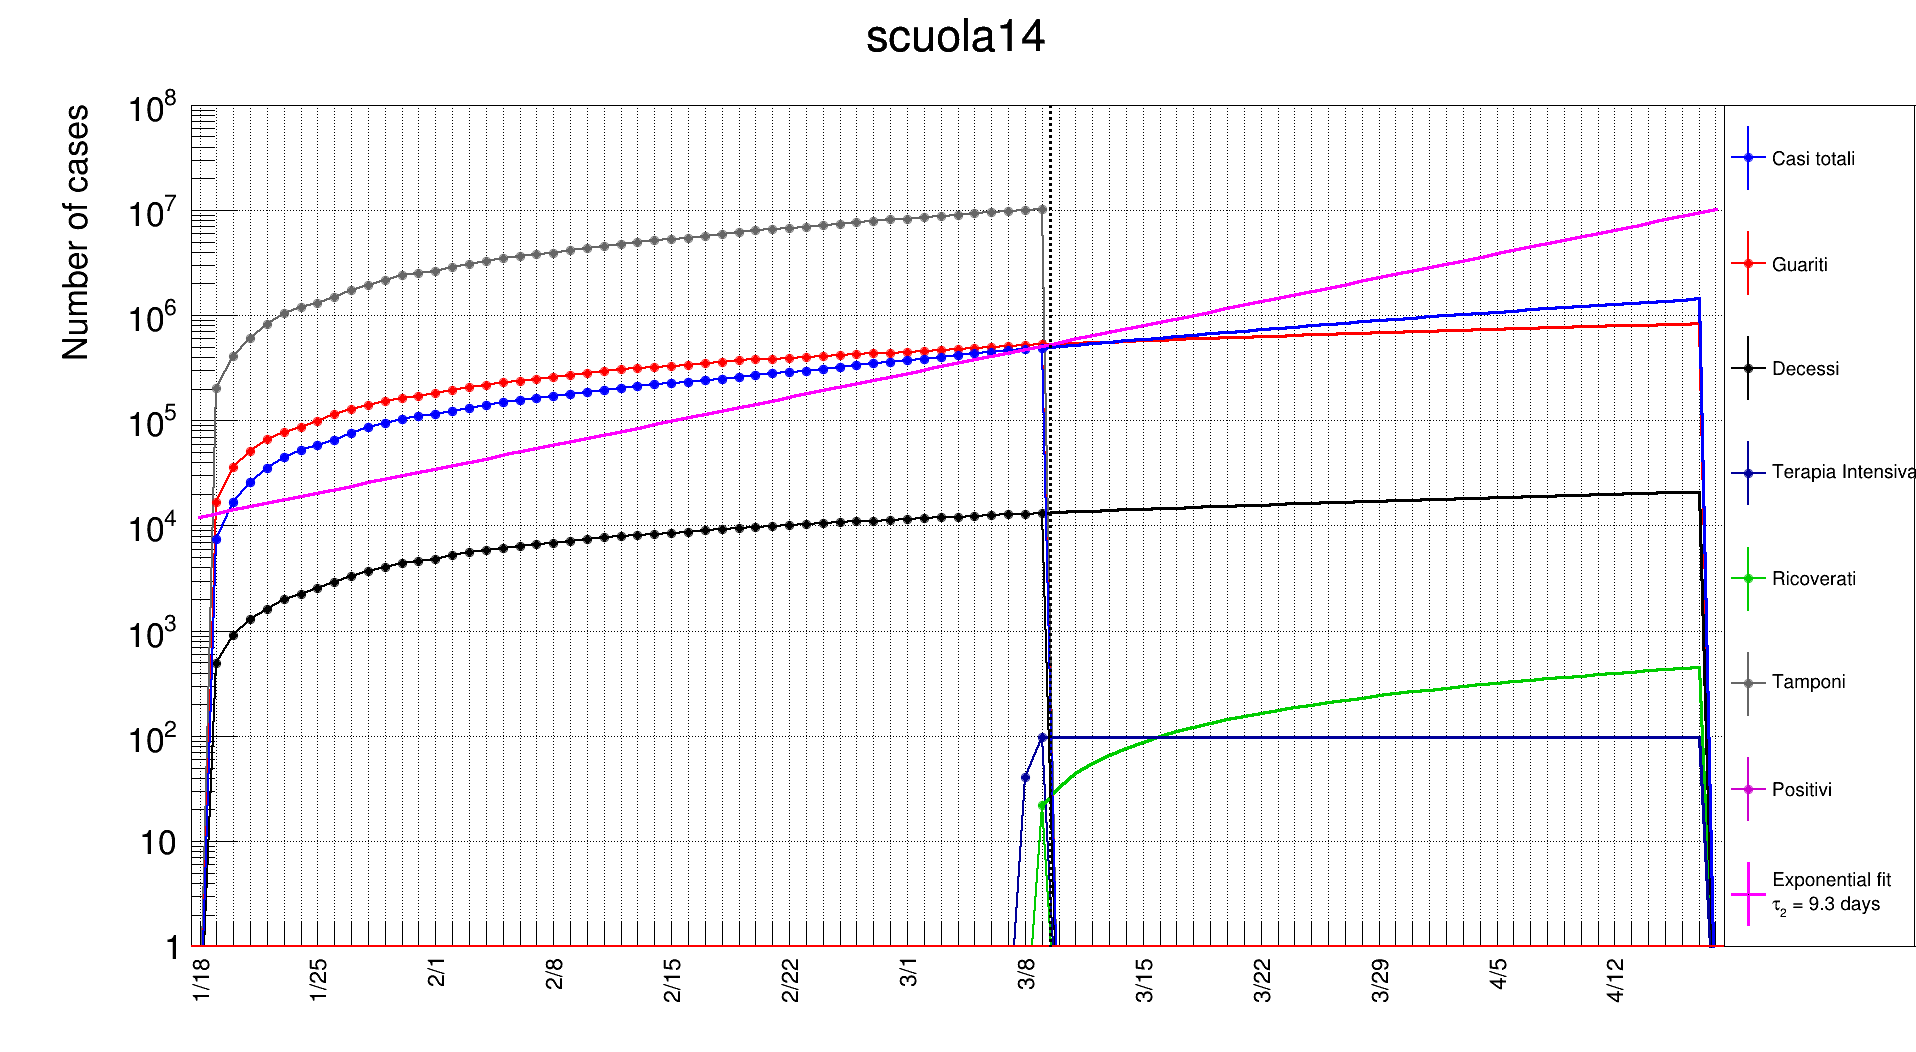 scuola14
Number of cases
10^8
10^7
10^6
10^5
10^4
10^3
10^2
10
1
1/18
1/25
2/1
2/8
2/15
2/22
3/1
3/8
3/15
3/22
3/29
4/5
4/12
Casi totali
Guariti
Decessi
Terapia Intensiva
Ricoverati
Tamponi
Positivi
Exponential fit
τ₂ = 9.3 days